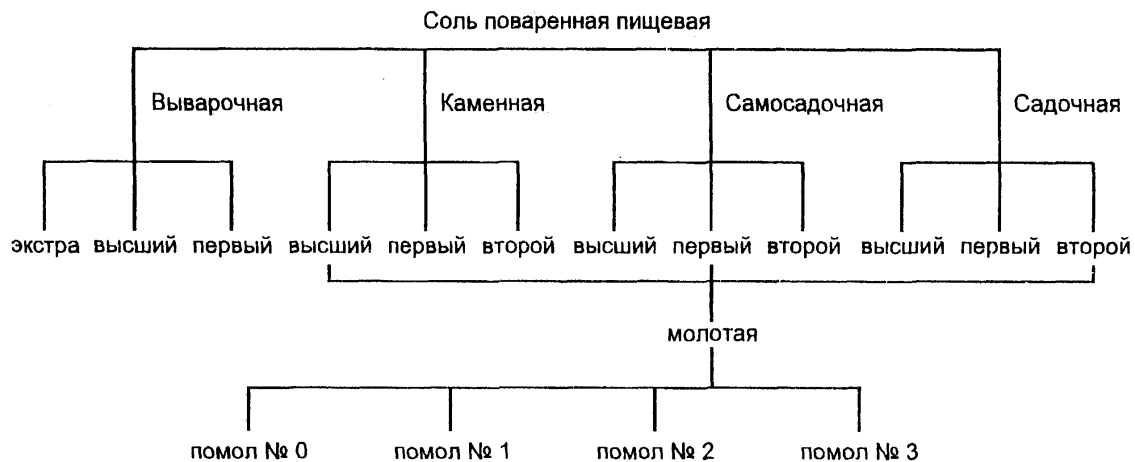 Соль поваренная пищевая
Выварочная Каменная Самосадочная Садочная
экстра высший первый высший первый второй высший первый второй высший первый второй
молотая
помол № 0 помол № 1 помол № 2 помол № 3